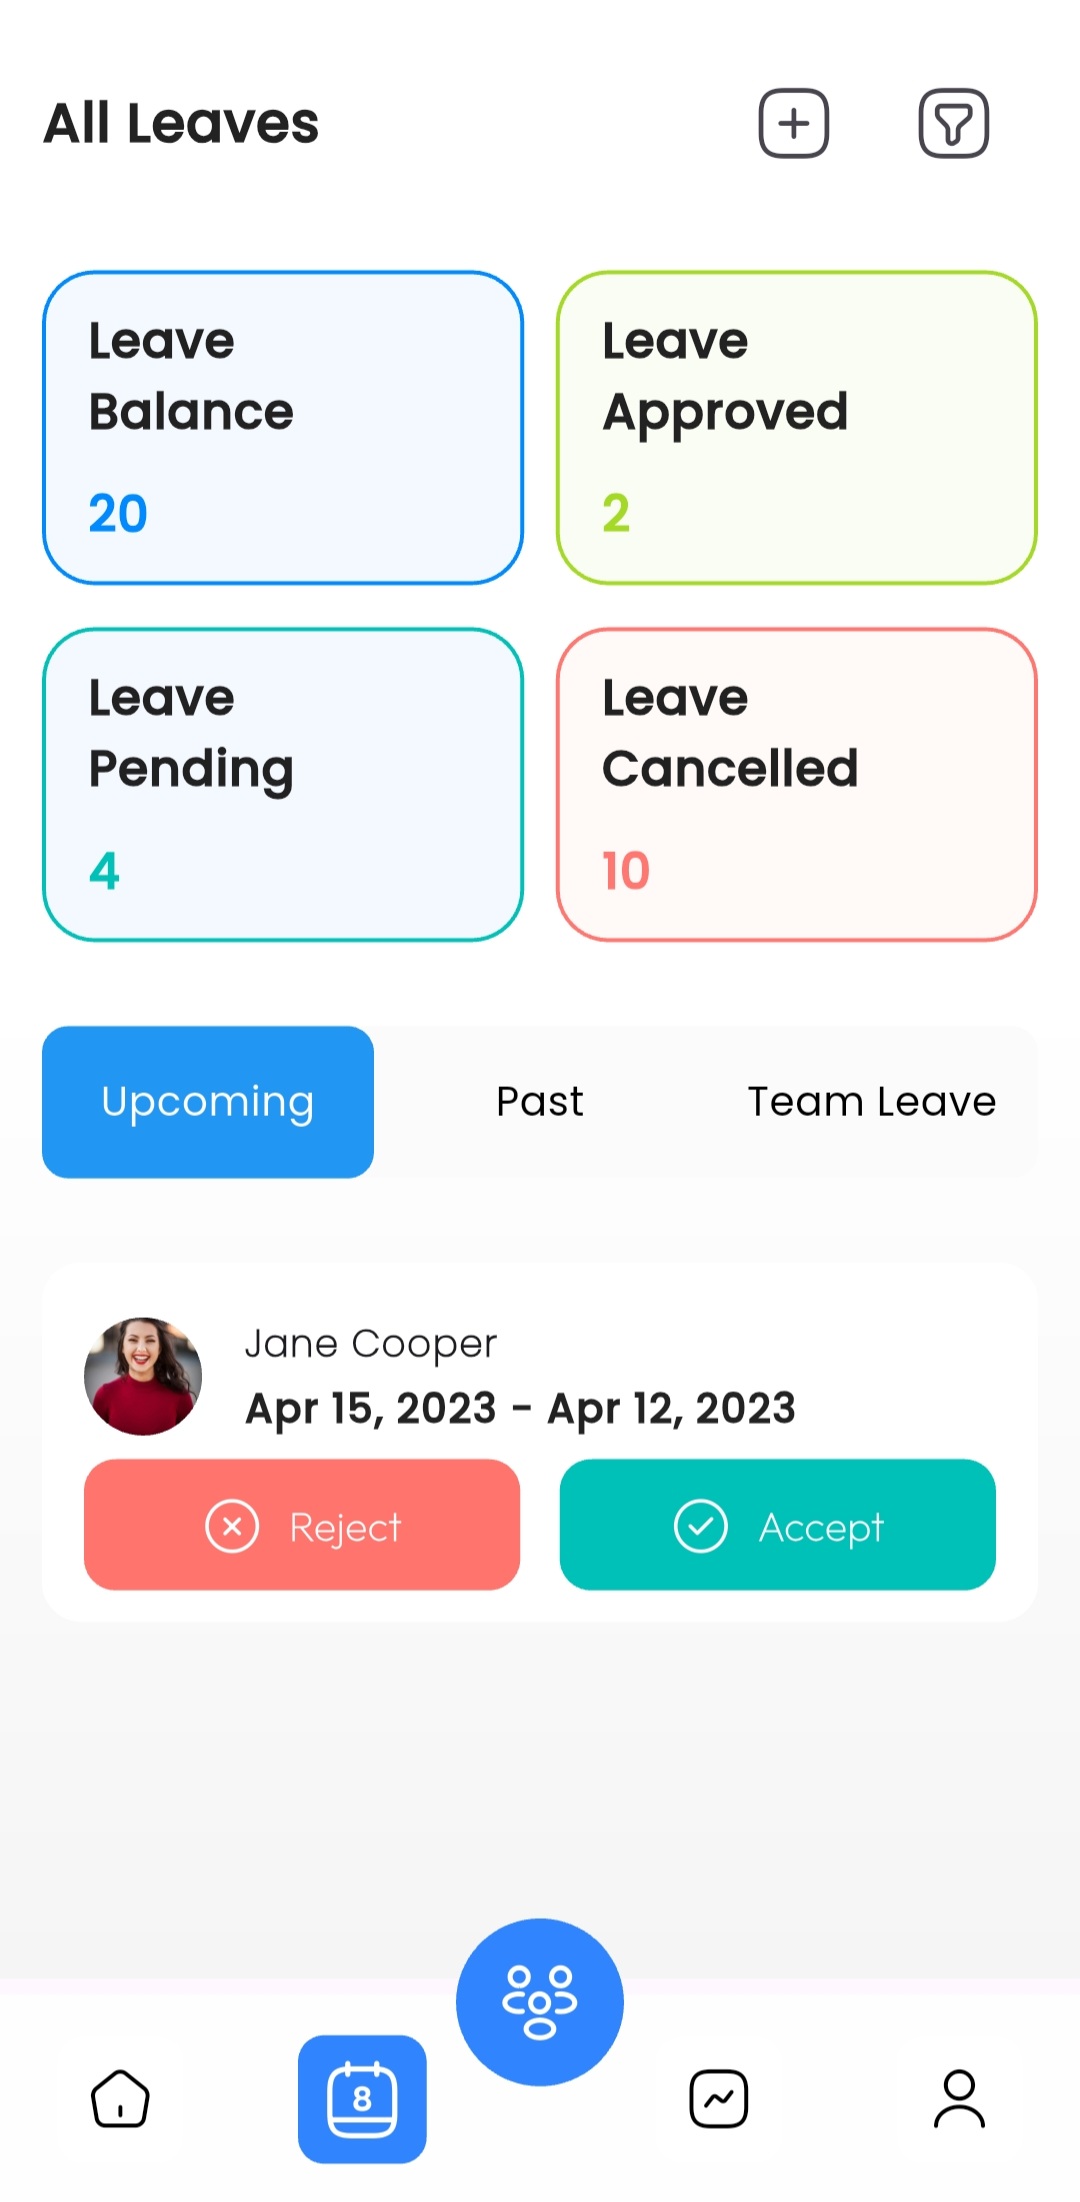 All Leaves
Leave
Balance
20
Leave
Approved
2
Leave
Pending
4
Leave
Cancelled
10
Upcoming
Past
Team Leave
Jane Cooper
Apr 15, 2023 - Apr 12, 2023
Reject
Accept
8